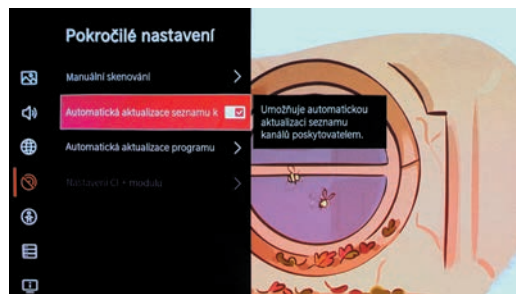 Pokročilé nastavení
Manuální skenování
Automatická aktualizace seznamu k
Umožňuje automatickou
aktualizaci seznamu
kanálů poskytovatelem.
Automatická aktualizace programu
Nastavení CI + modulu